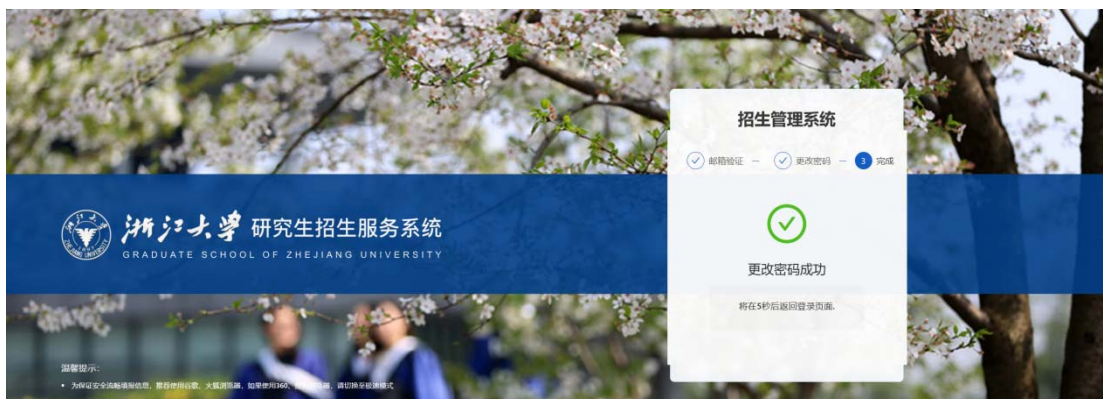 招生管理系统
邮箱验证 – 更改密码 – 3 完成
浙江大学 研究生招生服务系统
GRADUATE SCHOOL OF ZHEJIANG UNIVERSITY
更改密码成功
将在5秒后返回登录页面.
温馨提示:
• 为保证安全流畅填报信息，推荐使用谷歌、火狐浏览器，如果使用360、浏览器，请切换至极速模式